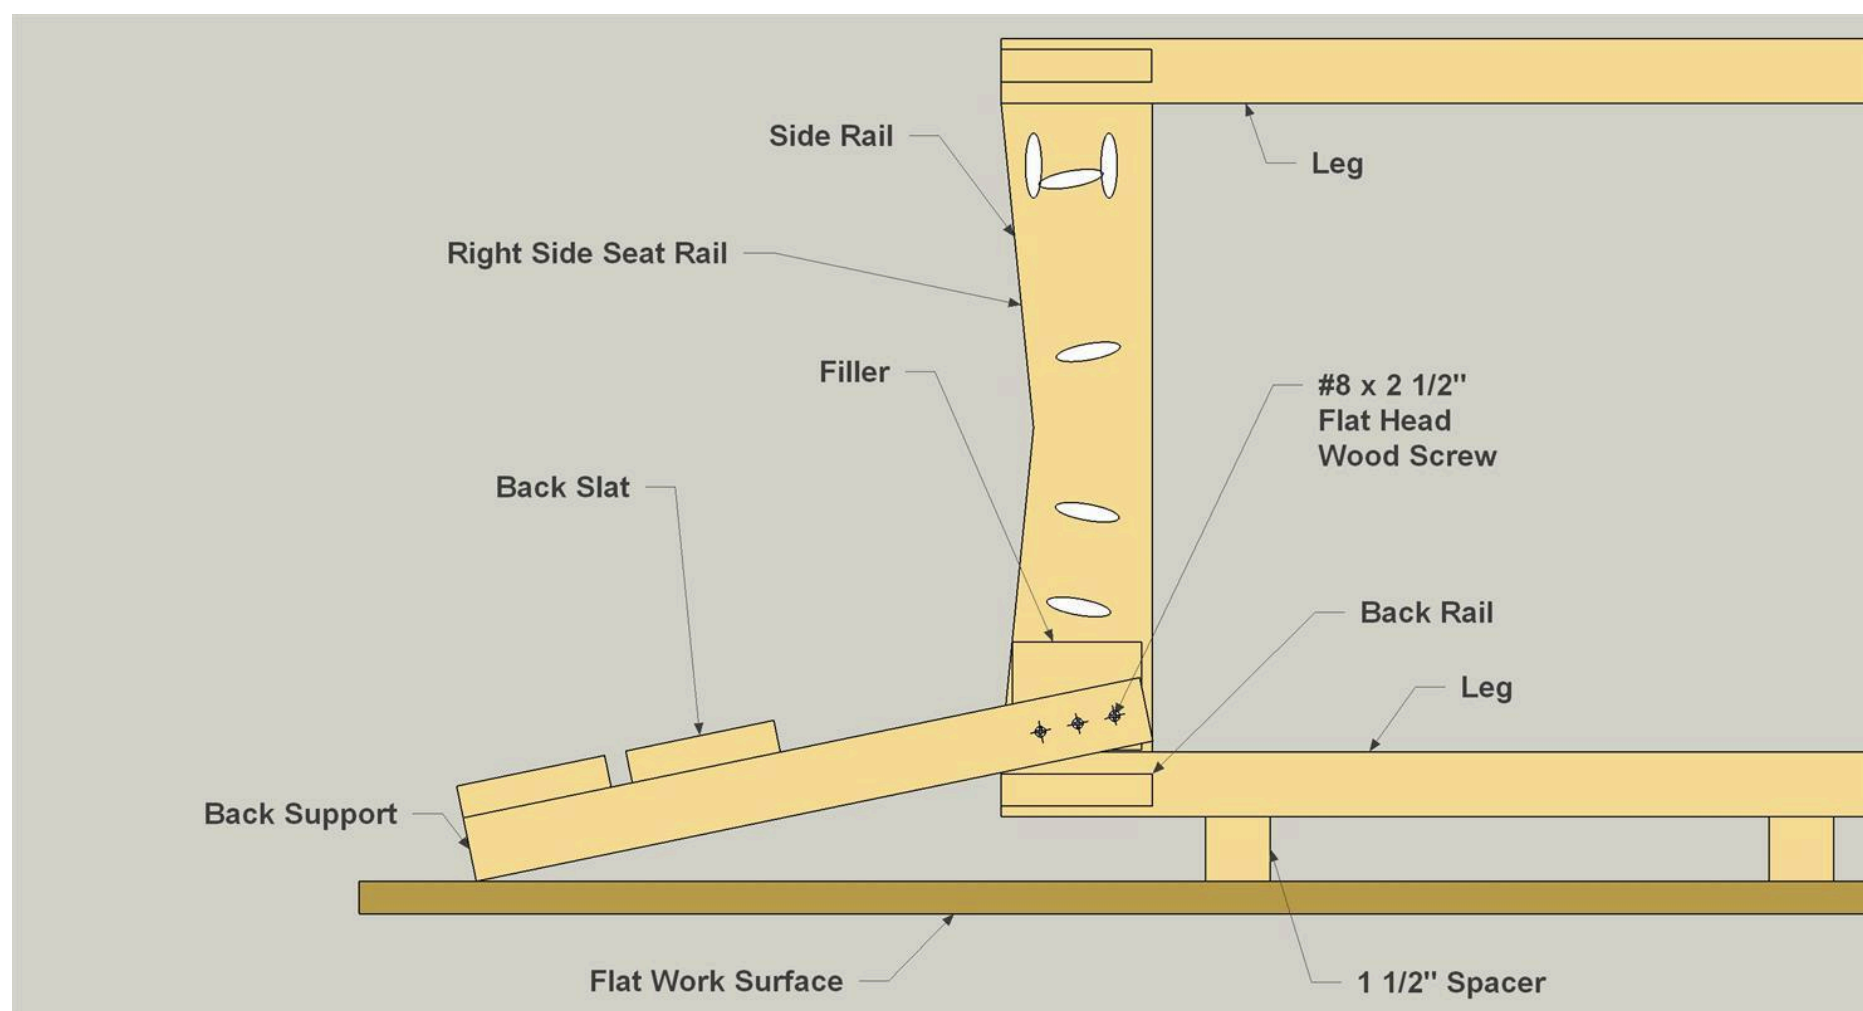 Side Rail
Leg
Right Side Seat Rail
Filler
#8 x 2 1/2"
Flat Head
Wood Screw
Back Slat
Back Rail
Leg
Back Support
Flat Work Surface
1 1/2" Spacer